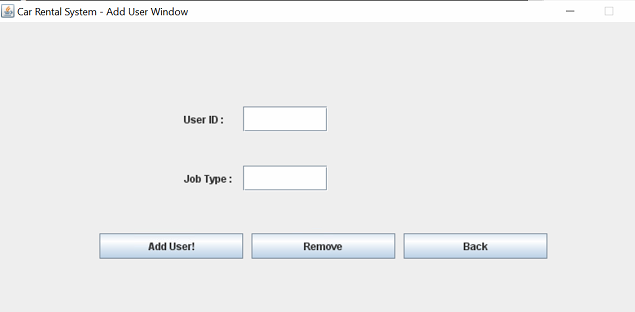 Car Rental System - Add User Window
User ID :
Job Type :
Add User! Remove Back